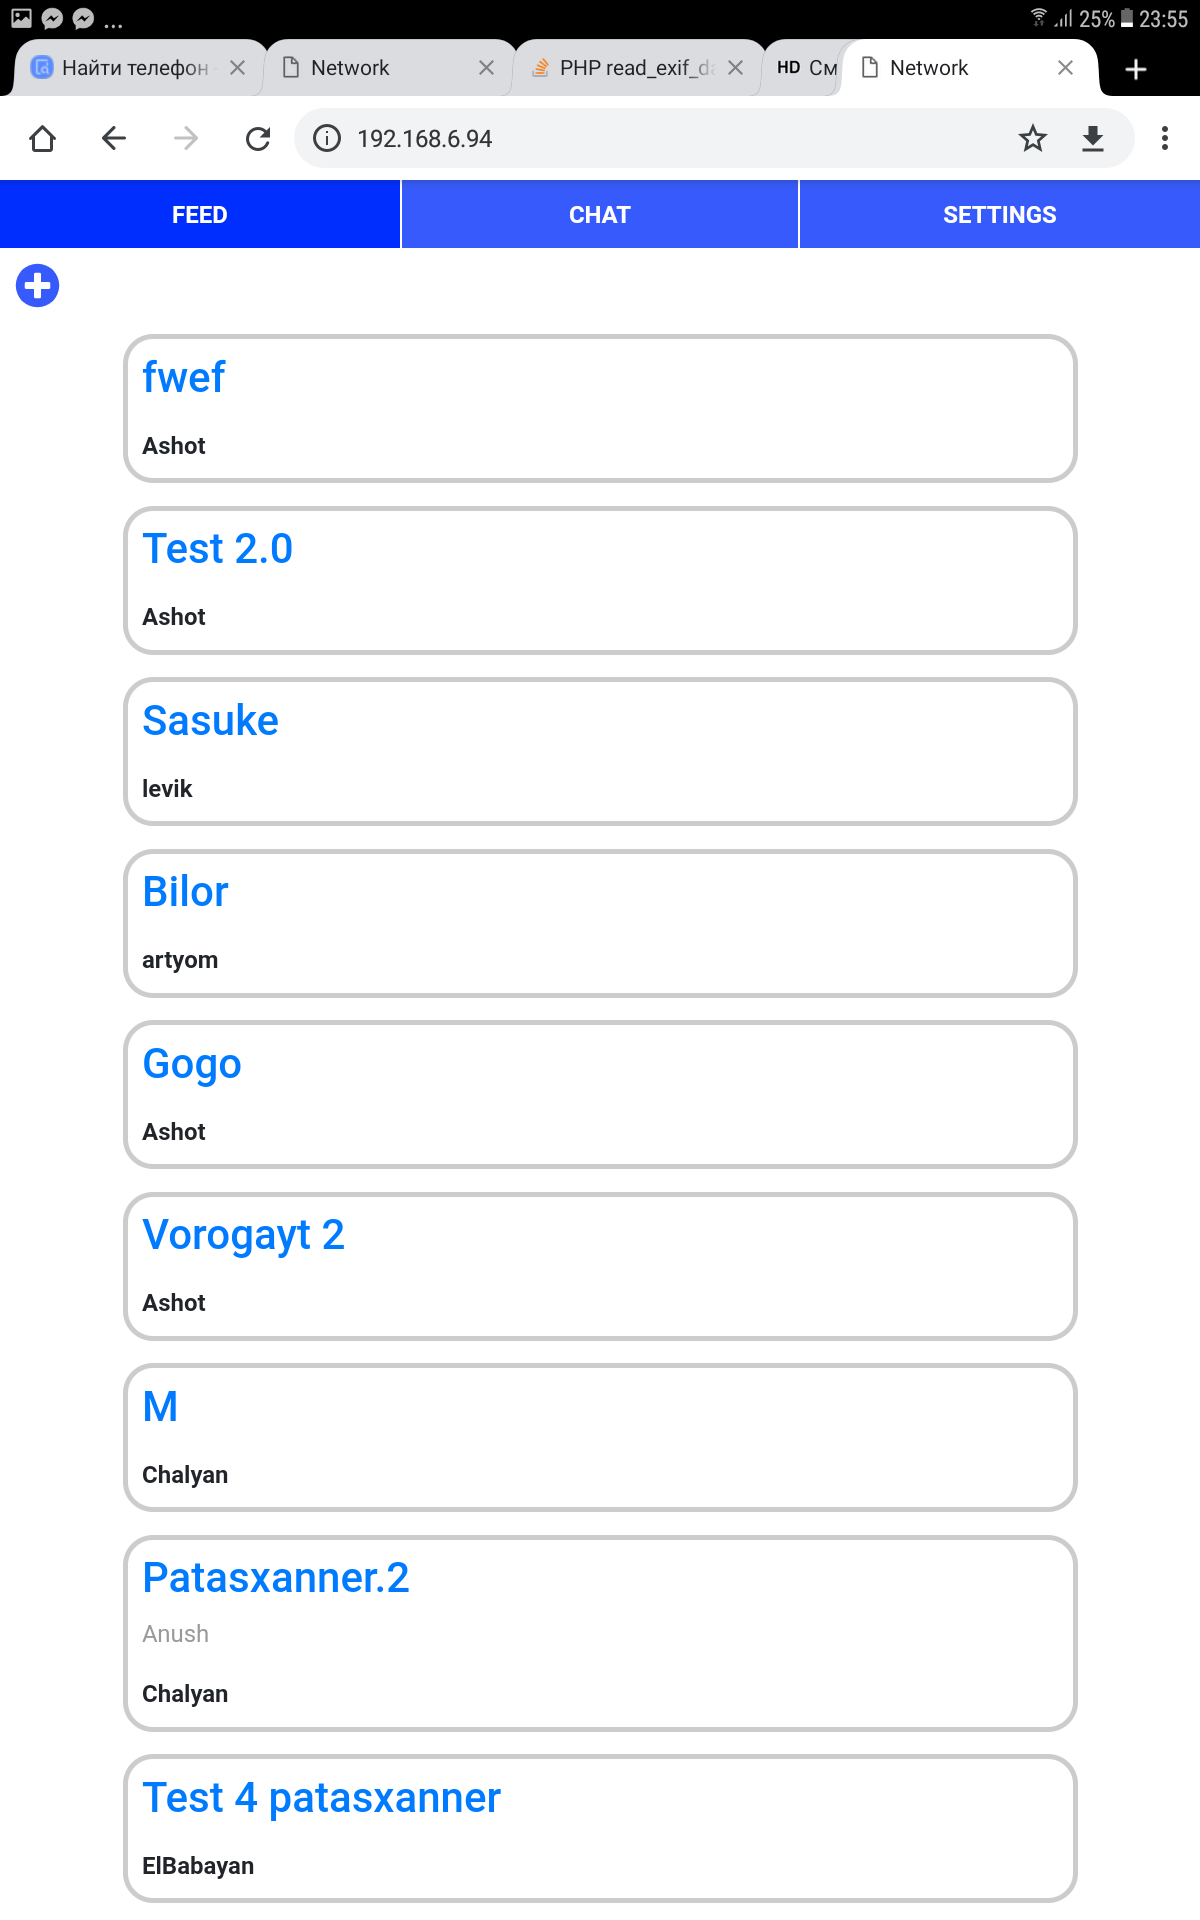 ... 25% 23:55
Найти телефон Network PHP read_exif_da HD См Network
192.168.6.94
FEED CHAT SETTINGS
fwef
Ashot
Test 2.0
Ashot
Sasuke
levik
Bilor
artyom
Gogo
Ashot
Vorogayt 2
Ashot
M
Chalyan
Patasxanner.2
Anush
Chalyan
Test 4 patasxanner
ElBabayan